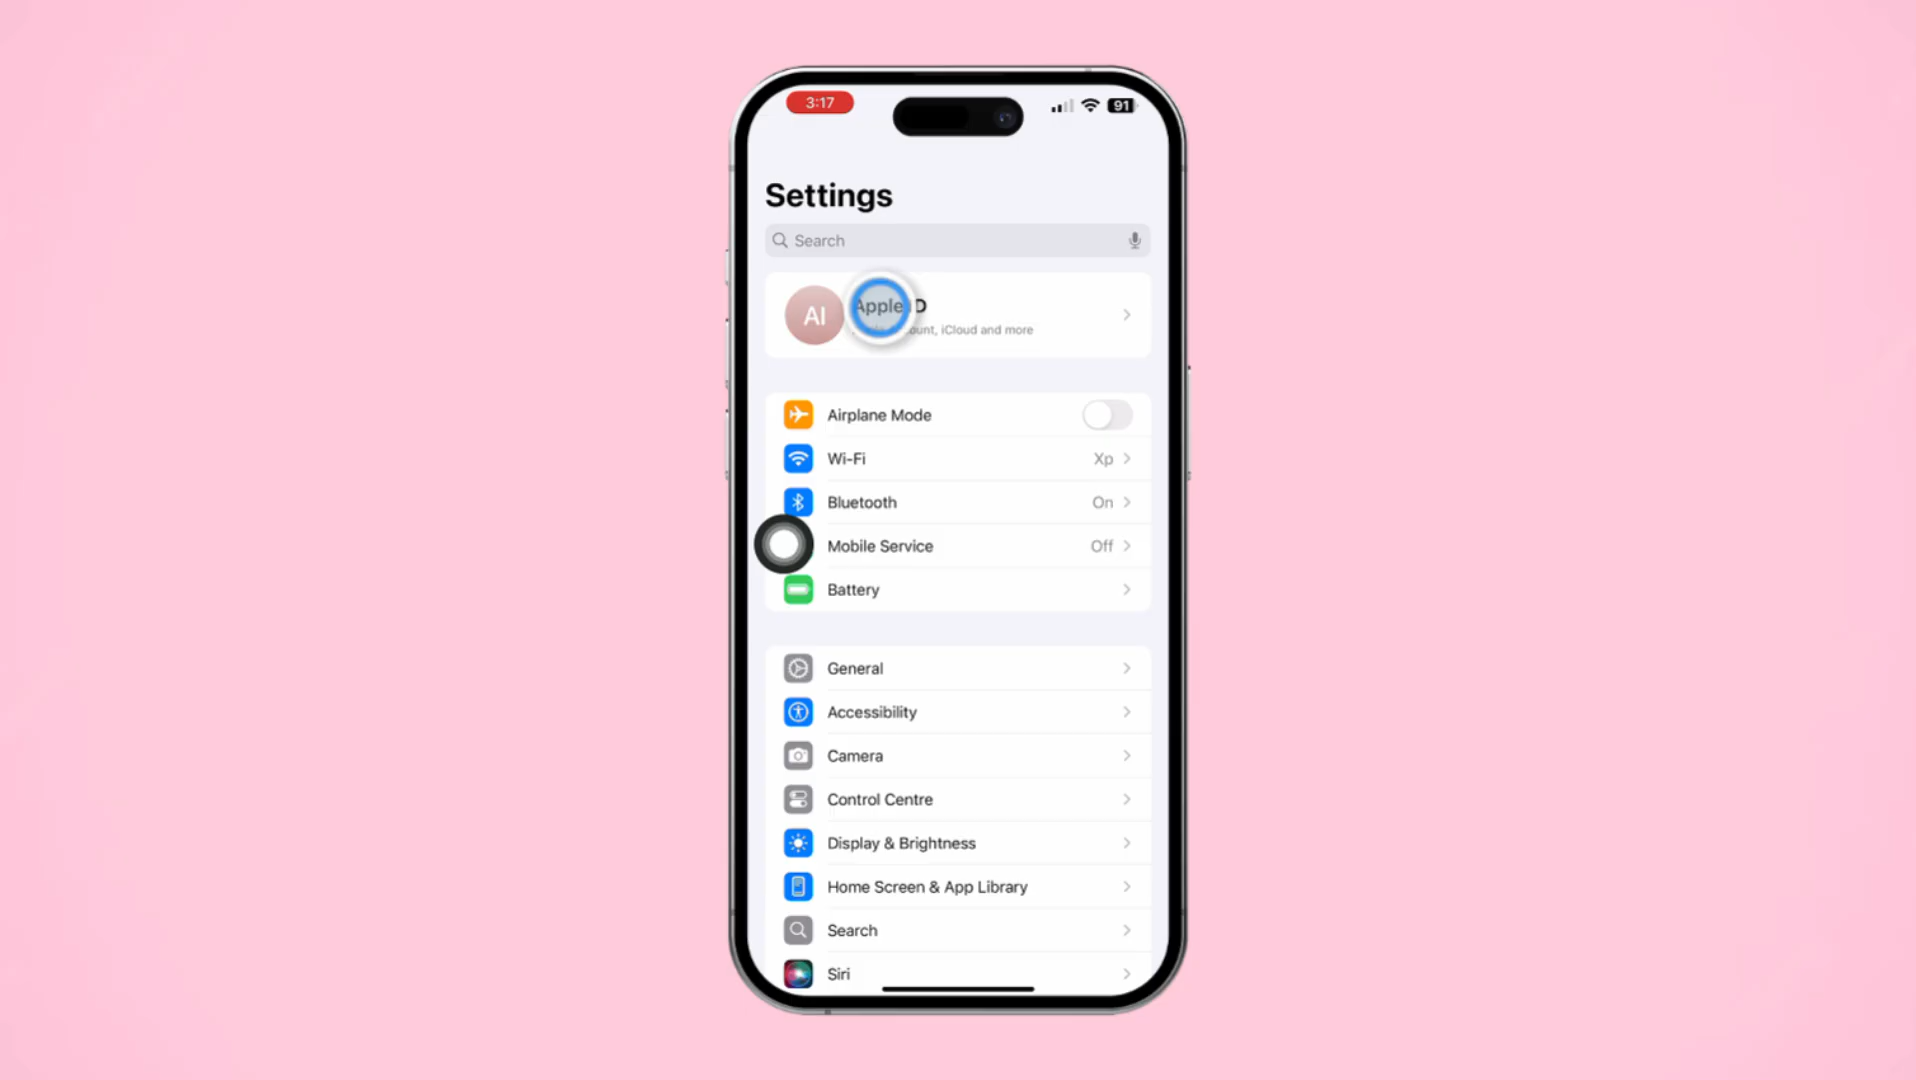 3:17
91
Settings
Search
AI
Apple D
ount, iCloud and more
Airplane Mode
Wi-Fi Xp
Bluetooth On
Mobile Service Off
Battery
General
Accessibility
Camera
Control Centre
Display & Brightness
Home Screen & App Library
Search
Siri